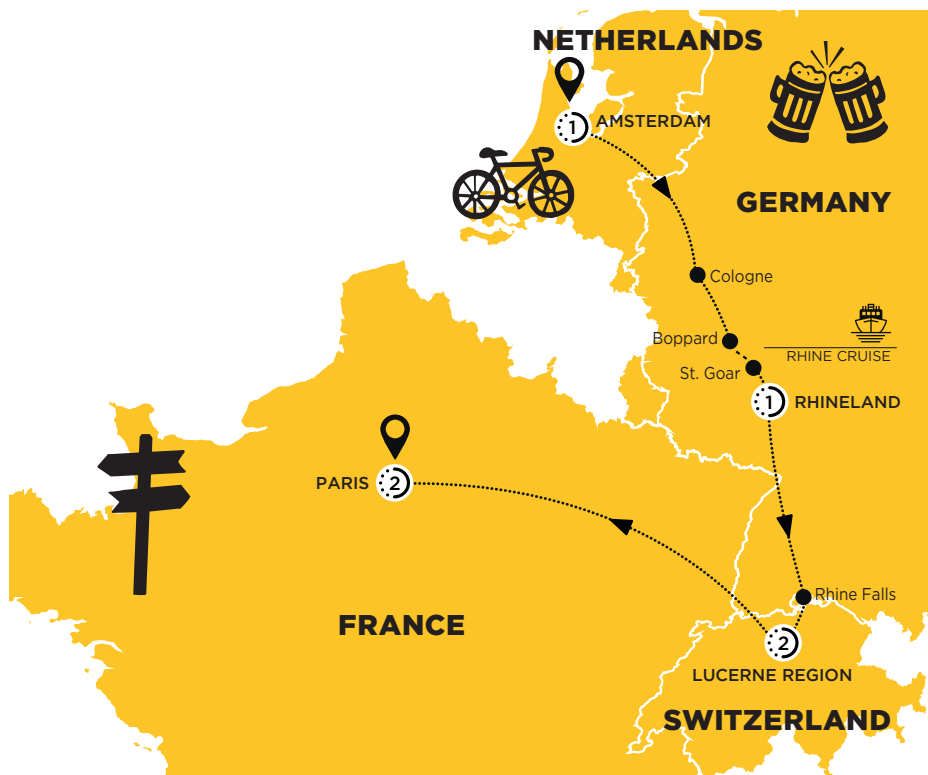 NETHERLANDS
1
AMSTERDAM
GERMANY
Cologne
Boppard
RHINE CRUISE
St. Goar
1
RHINELAND
PARIS
2
Rhine Falls
FRANCE
2
LUCERNE REGION
SWITZERLAND